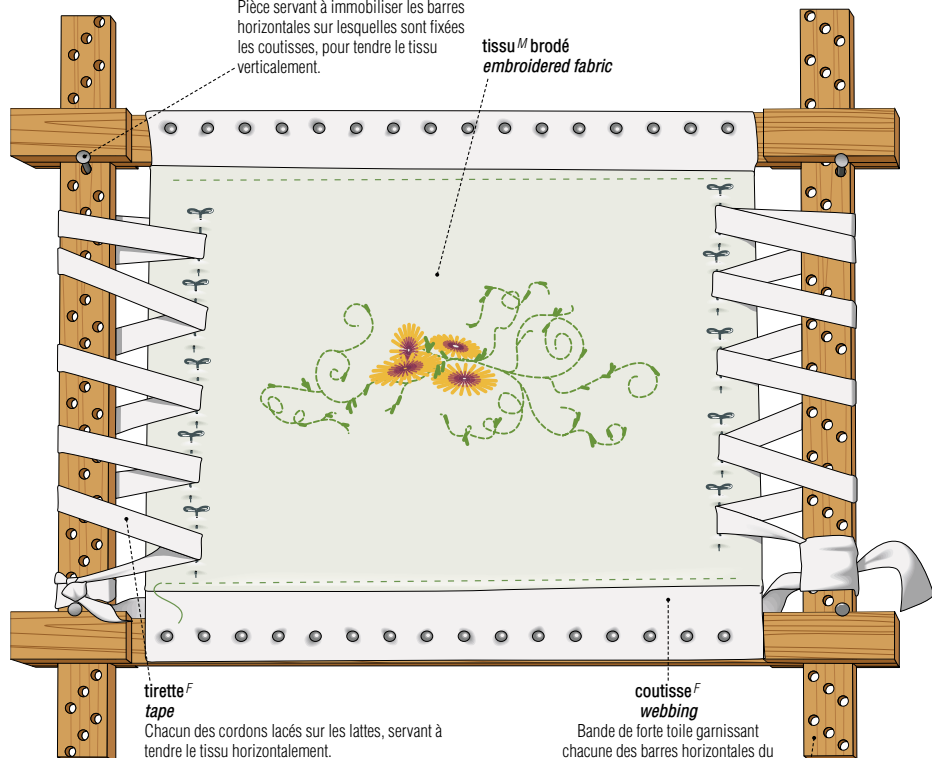 Pièce servant à immobiliser les barres
horizontales sur lesquelles sont fixées
les coutisses, pour tendre le tissu
verticalement.
tissu M brodé
embroidered fabric
tirette F
tape
Chacun des cordons lacés sur les lattes, servant à
tendre le tissu horizontalement.
coutisse F
webbing
Bande de forte toile garnissant
chacune des barres horizontales du